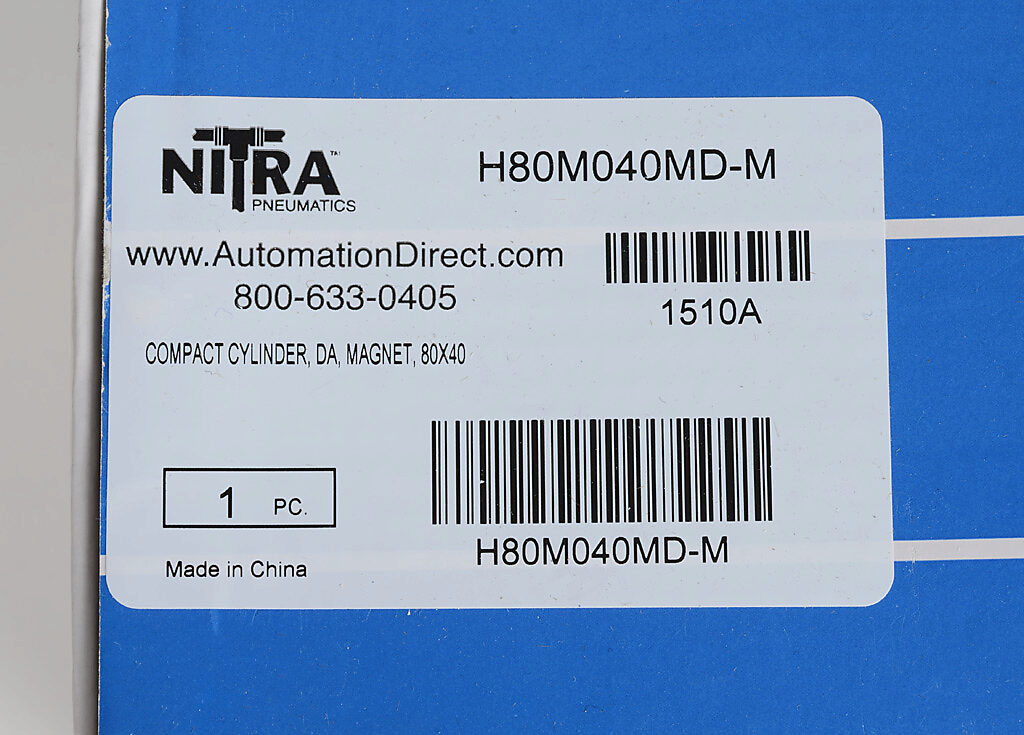 NITRA™
PNEUMATICS
H80M040MD-M
www.AutomationDirect.com
800-633-0405
1510A
COMPACT CYLINDER, DA, MAGNET, 80X40
1 PC.
H80M040MD-M
Made in China